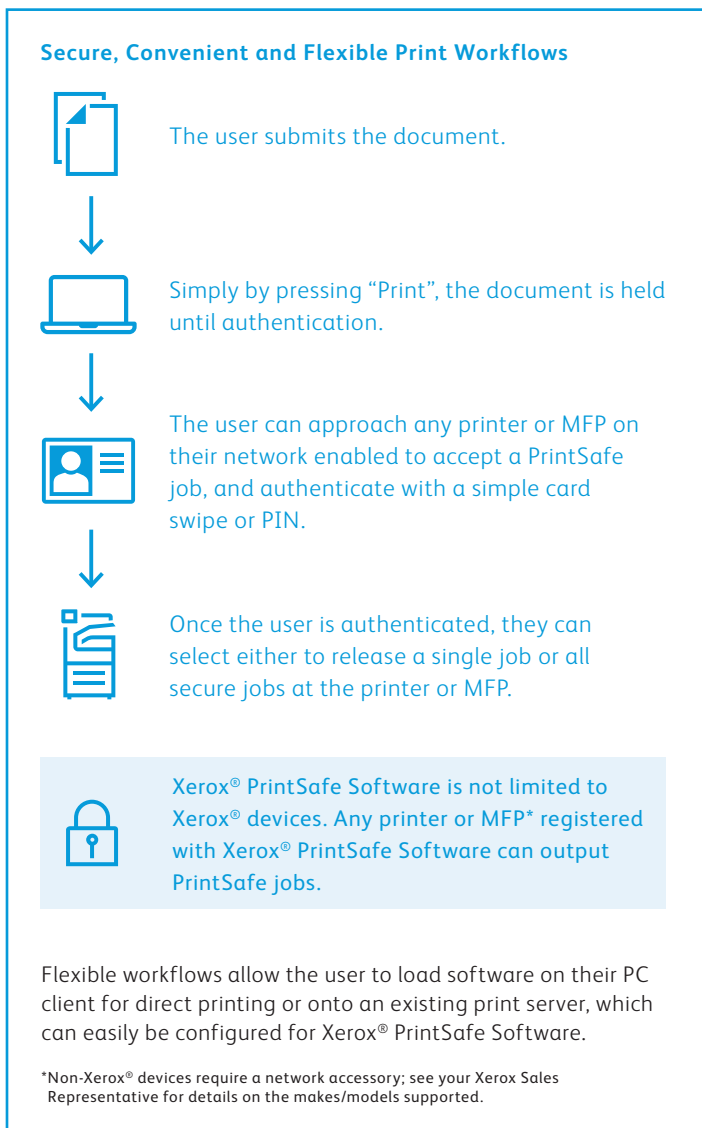 Secure, Convenient and Flexible Print Workflows
The user submits the document.
Simply by pressing “Print”, the document is held
until authentication.
The user can approach any printer or MFP on
their network enabled to accept a PrintSafe
job, and authenticate with a simple card
swipe or PIN.
Once the user is authenticated, they can
select either to release a single job or all
secure jobs at the printer or MFP.
Xerox® PrintSafe Software is not limited to
Xerox® devices. Any printer or MFP* registered
with Xerox® PrintSafe Software can output
PrintSafe jobs.
Flexible workflows allow the user to load software on their PC
client for direct printing or onto an existing print server, which
can easily be configured for Xerox® PrintSafe Software.
*Non-Xerox® devices require a network accessory; see your Xerox Sales
Representative for details on the makes/models supported.